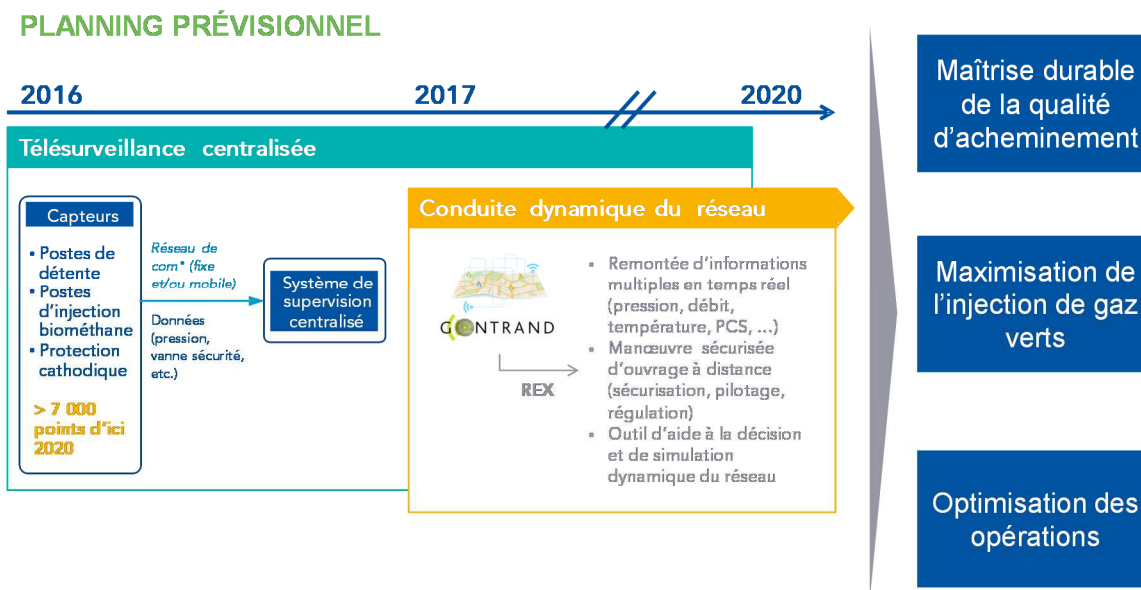 PLANNING PRÉVISIONNEL
2016
2017
2020
Télésurveillance centralisée
Capteurs
• Postes de
détente
• Postes
d'injection
biométhane
• Protection
cathodique
> 7 000
points d'ici
2020
Réseau de
com° (fixe
et/ou mobile)
Données
(pression,
vanne sécurité,
etc.)
Système de
supervision
centralisé
Conduite dynamique du réseau
GONTRAND
REX
▪ Remontée d'informations
multiples en temps réel
(pression, débit,
température, PCS, ...)
▪ Manœuvre sécurisée
d'ouvrage à distance
(sécurisation, pilotage,
régulation)
▪ Outil d'aide à la décision
et de simulation
dynamique du réseau
Maîtrise durable
de la qualité
d'acheminement
Maximisation de
l'injection de gaz
verts
Optimisation des
opérations